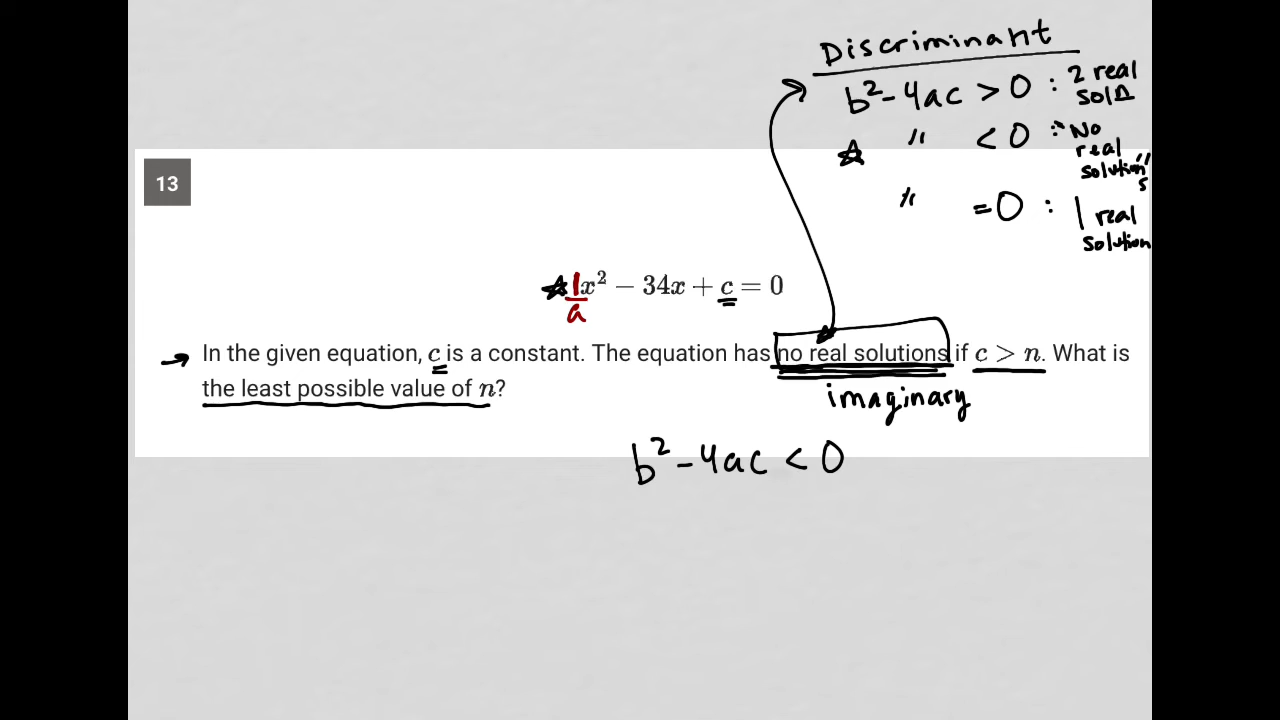 Discriminant
b² - 4ac > 0 : 2 real
sol
" < 0 : No
real
solutions
" = 0 : 1 real
solution
13
1x² − 34x + c = 0
a
In the given equation, c is a constant. The equation has no real solutions if c > n. What is
the least possible value of n?
imaginary
b² - 4ac < 0